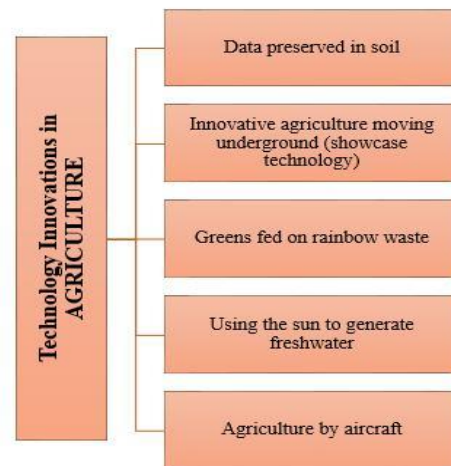 Technology Innovations in
AGRICULTURE
Data preserved in soil
Innovative agriculture moving
underground (showcase
technology)
Greens fed on rainbow waste
Using the sun to generate
freshwater
Agriculture by aircraft